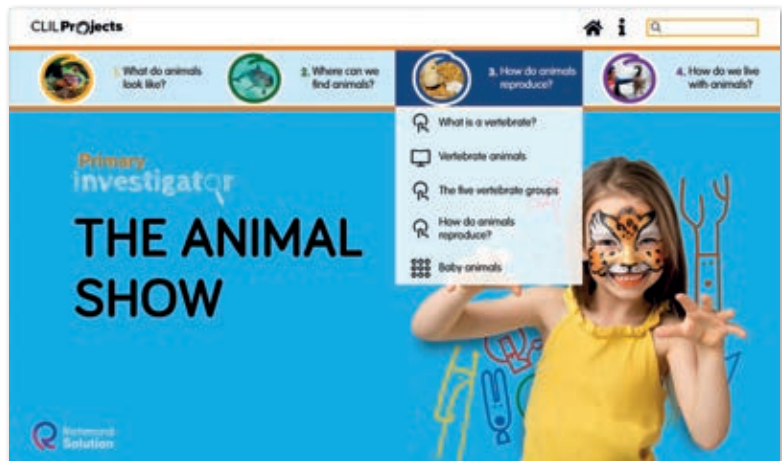 CLIL Projects
1. What do animals
look like?
2. Where can we
find animals?
3. How do animals
reproduce?
4. How do we live
with animals?
What is a vertebrate?
Vertebrate animals
The five vertebrate groups
How do animals
reproduce?
Baby animals
Primary
investigator
THE ANIMAL
SHOW
Richmond
Solution